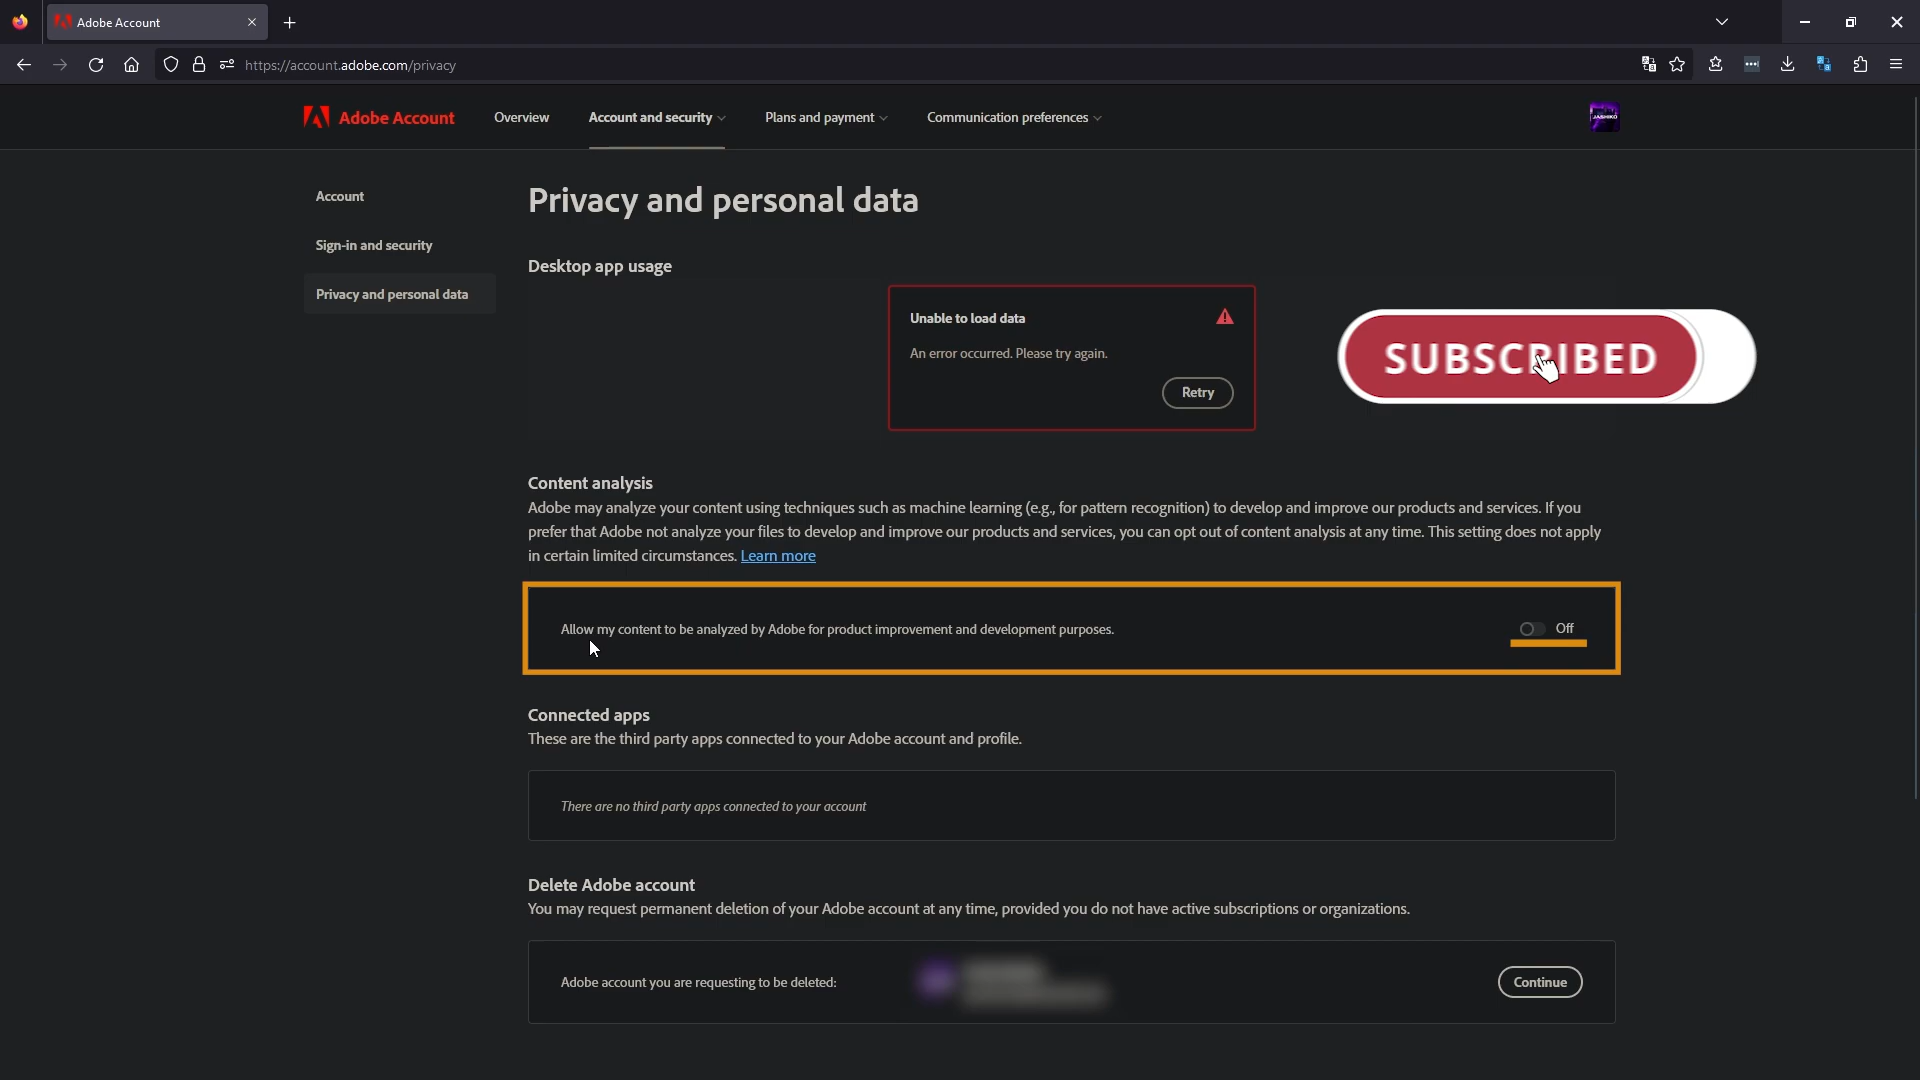 Adobe Account
https://account.adobe.com/privacy
Adobe Account
Overview
Account and security
Plans and payment
Communication preferences
JASHIKO
Account
Sign-in and security
Privacy and personal data
Privacy and personal data
Desktop app usage
Unable to load data
An error occurred. Please try again.
Retry
SUBSCRIBED
Content analysis
Adobe may analyze your content using techniques such as machine learning (e.g., for pattern recognition) to develop and improve our products and services. If you
prefer that Adobe not analyze your files to develop and improve our products and services, you can opt out of content analysis at any time. This setting does not apply
in certain limited circumstances. Learn more
Allow my content to be analyzed by Adobe for product improvement and development purposes.
Off
Connected apps
These are the third party apps connected to your Adobe account and profile.
There are no third party apps connected to your account
Delete Adobe account
You may request permanent deletion of your Adobe account at any time, provided you do not have active subscriptions or organizations.
Adobe account you are requesting to be deleted:
Continue